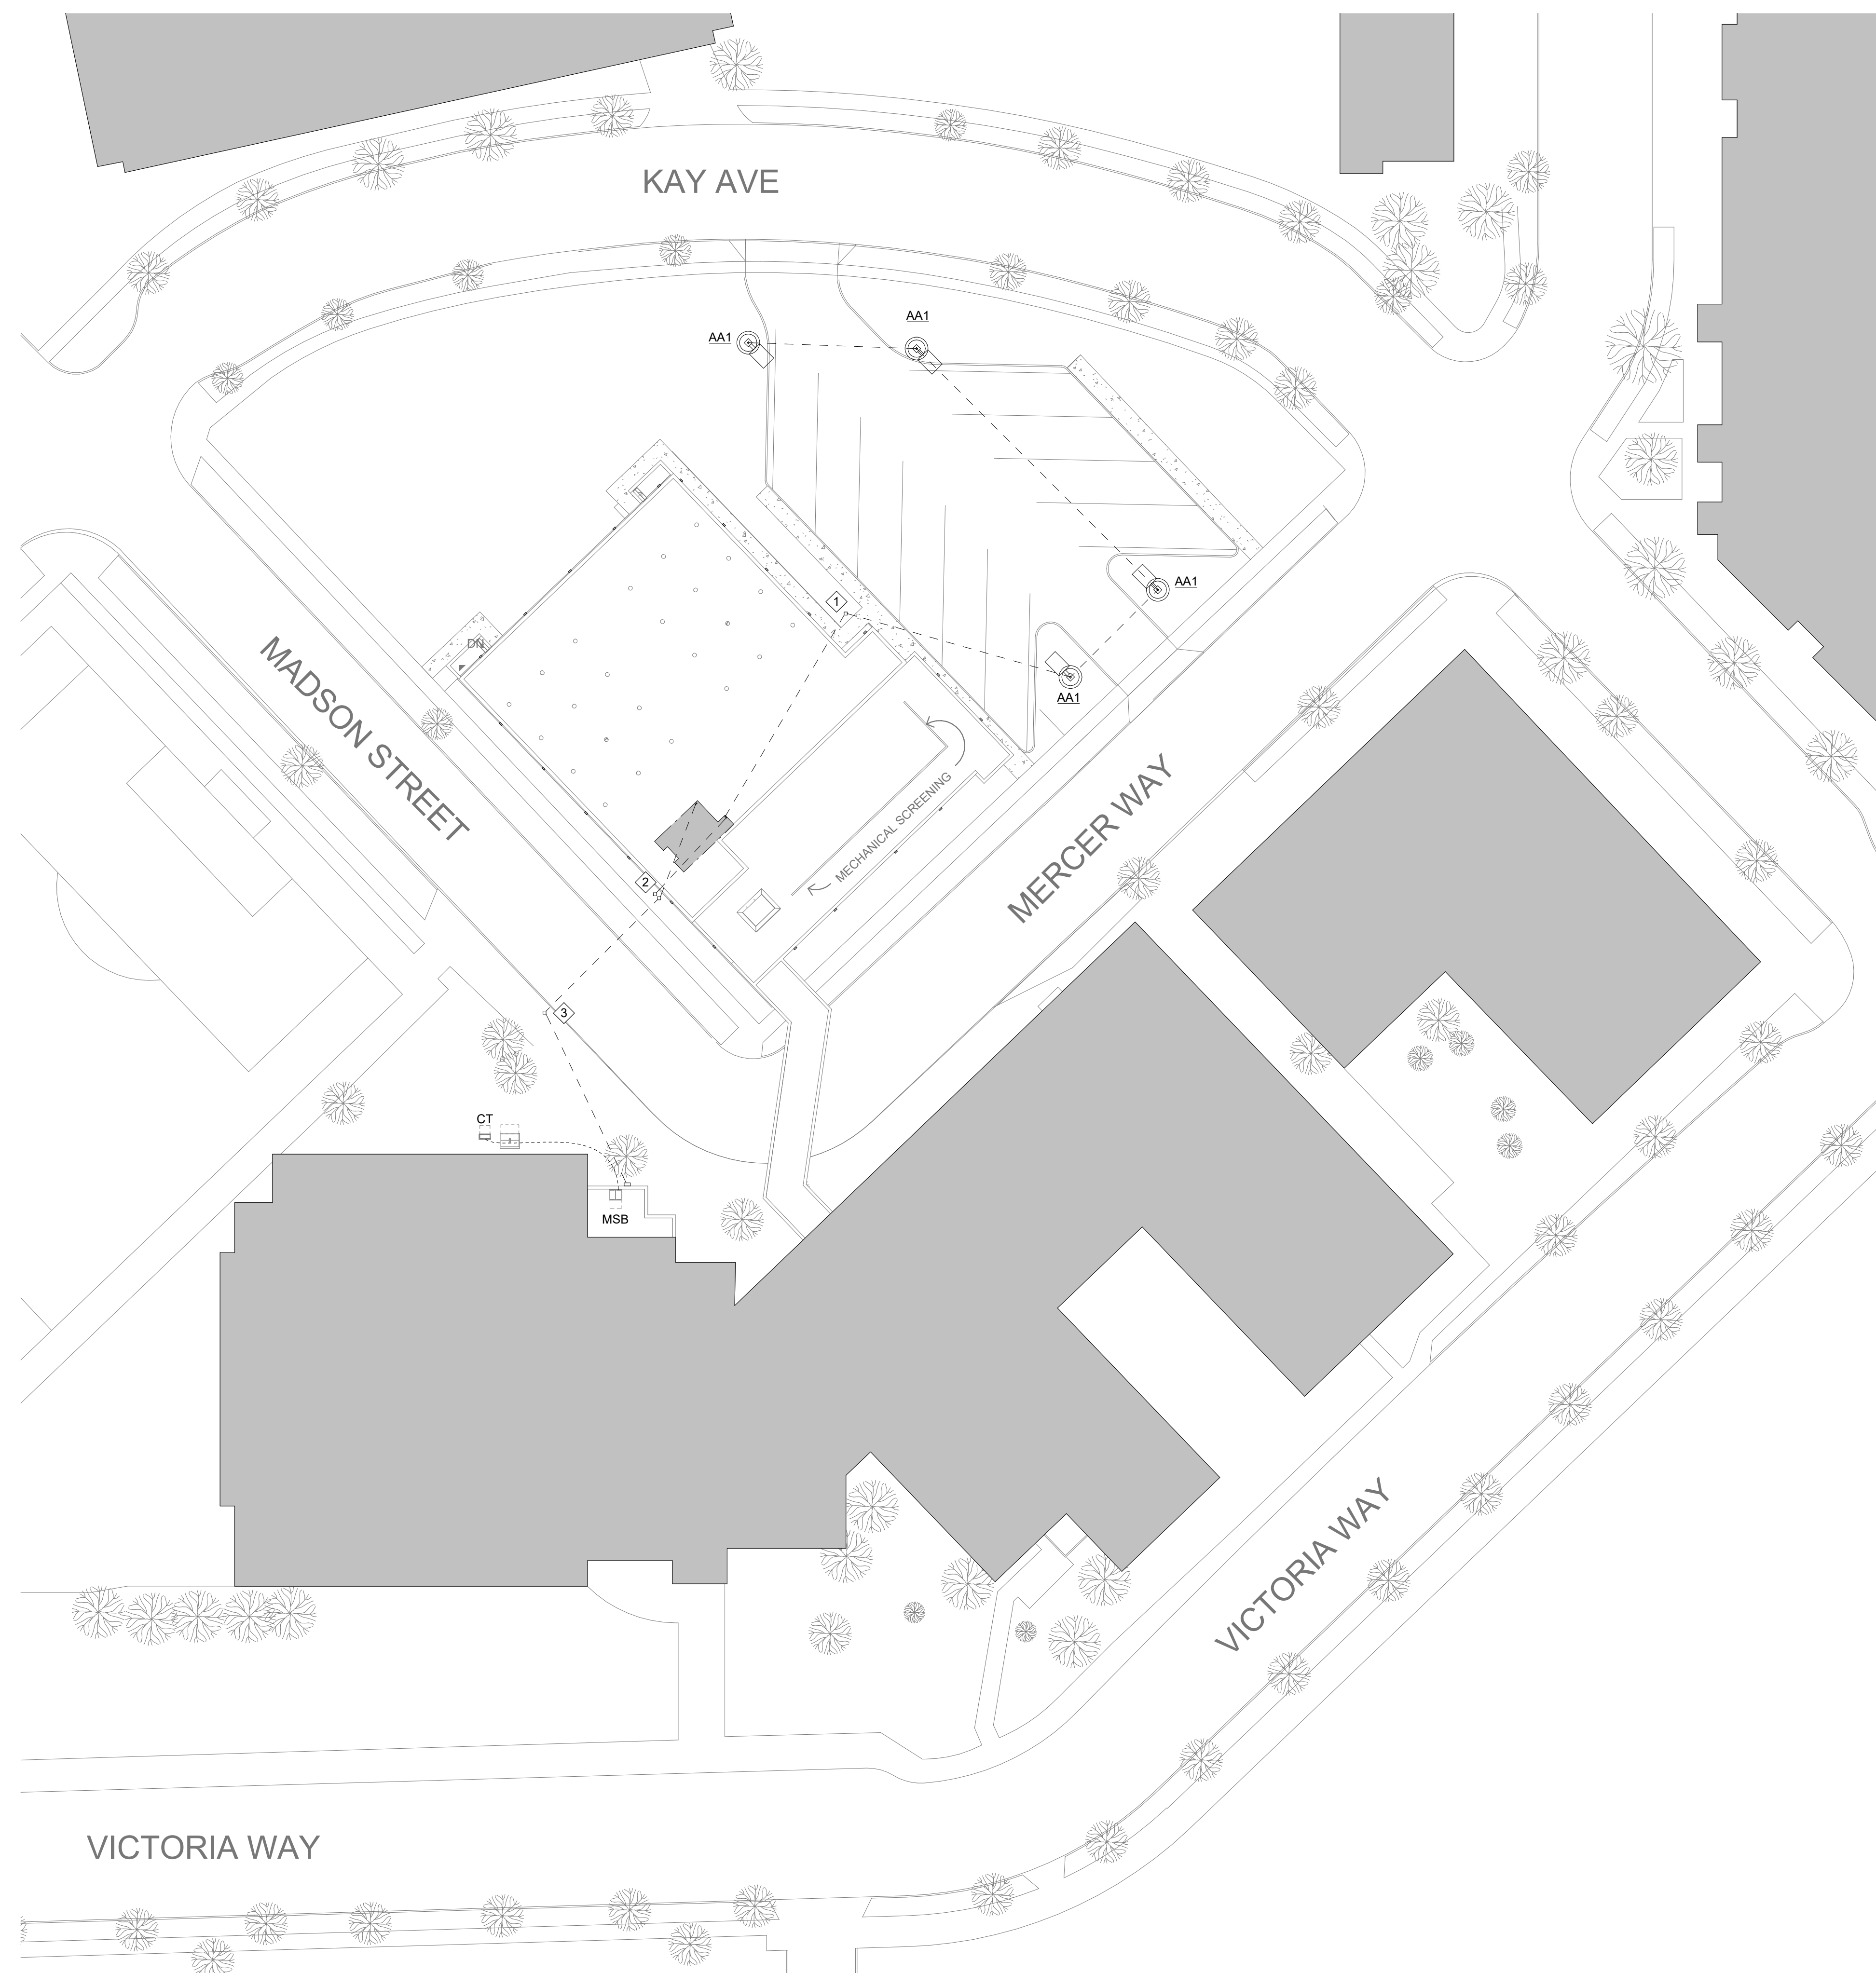 KAY AVE
AA1
AA1
AA1
1
DN
AA1
MADSON STREET
MECHANICAL SCREENING
MERCER WAY
2
3
CT
MSB
VICTORIA WAY
VICTORIA WAY